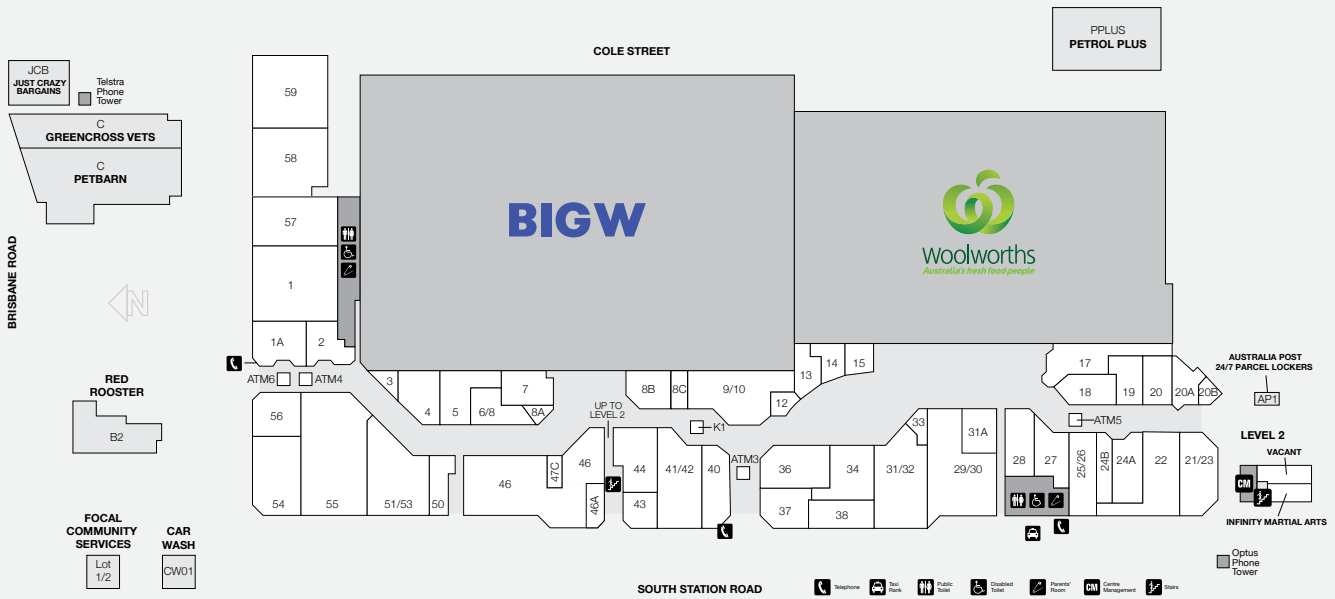 COLE STREET
PPLUS
PETROL PLUS
JCB
JUST CRAZY
BARGAINS
Telstra
Phone
Tower
C
GREENCROSS VETS
C
PETBARN
BRISBANE ROAD
N
59
58
57
1
1A
2
BIGW
Woolworths
Australia's fresh food people
ATM6
ATM4
3
4
5
6/8
7
8A
8B
8C
9/10
12
13
14
15
17
18
19
20
20A
20B
AUSTRALIA POST
24/7 PARCEL LOCKERS
AP1
RED
ROOSTER
B2
UP TO
LEVEL 2
K1
ATM3
ATM5
56
54
55
51/53
50
46
47C
46
46A
44
43
41/42
40
36
37
34
38
31/32
33
29/30
31A
28
27
25/26
24B
24A
22
21/23
LEVEL 2
VACANT
CM
INFINITY MARTIAL ARTS
FOCAL
COMMUNITY
SERVICES
Lot
1/2
CAR
WASH
CW01
Optus
Phone
Tower
SOUTH STATION ROAD
Telephone
Taxi
Rank
Public
Toilet
Disabled
Toilet
Parents'
Room
CM
Centre
Management
Stairs